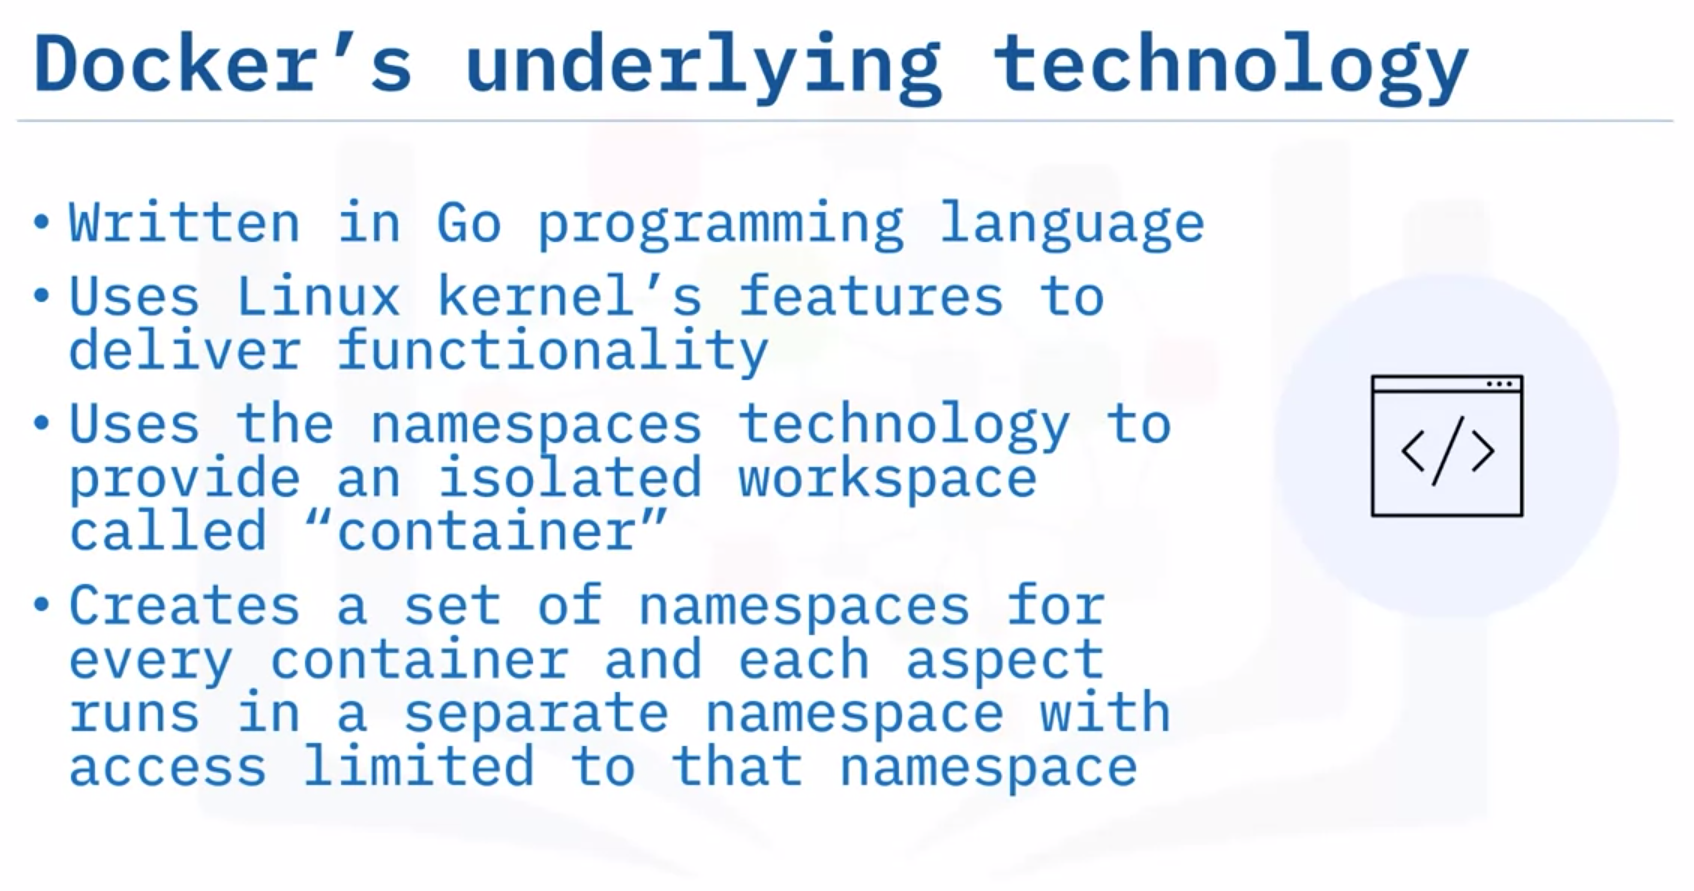 Docker’s underlying technology
• Written in Go programming language
• Uses Linux kernel’s features to
deliver functionality
• Uses the namespaces technology to
provide an isolated workspace
called “container”
• Creates a set of namespaces for
every container and each aspect
runs in a separate namespace with
access limited to that namespace